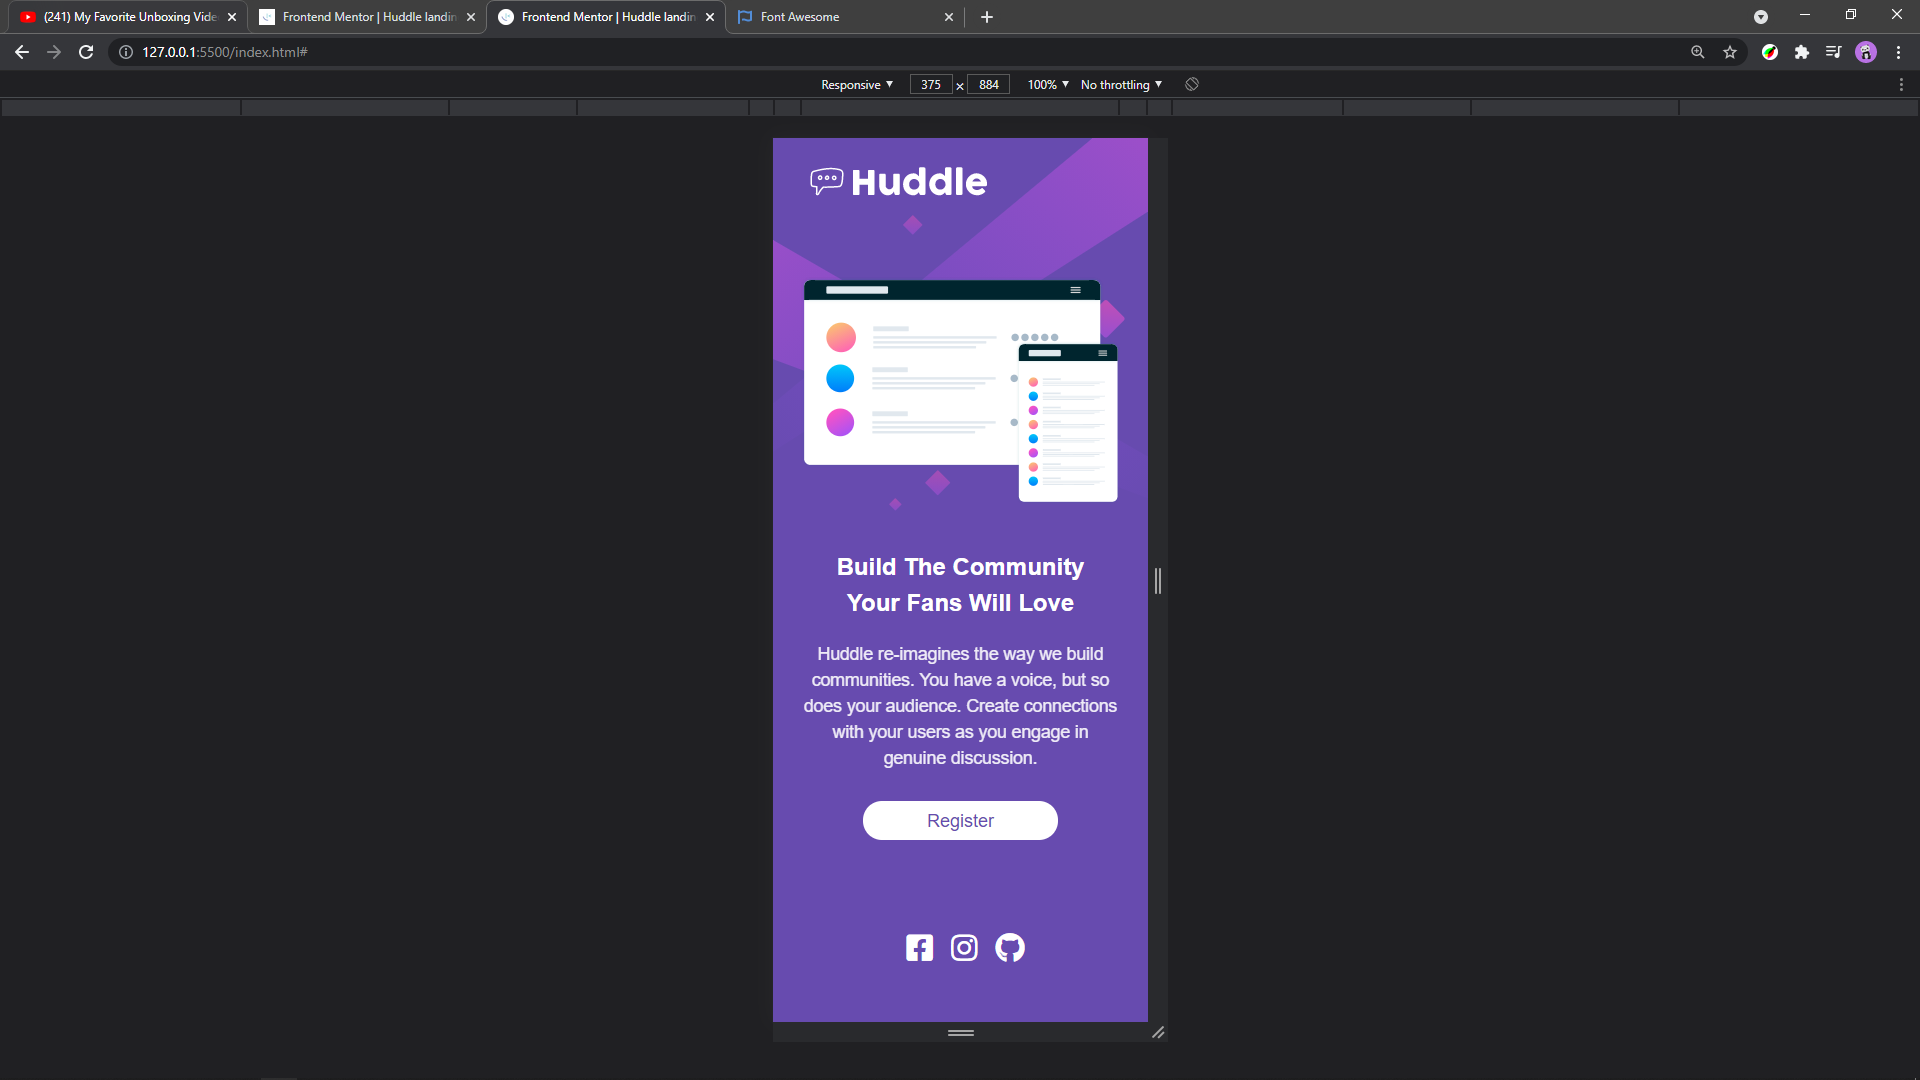 (241) My Favorite Unboxing Vide
Frontend Mentor | Huddle landin
Frontend Mentor | Huddle landin
Font Awesome
127.0.0.1:5500/index.html#
Responsive
375
×
884
100%
No throttling
Huddle
Build The Community
Your Fans Will Love
Huddle re-imagines the way we build
communities. You have a voice, but so
does your audience. Create connections
with your users as you engage in
genuine discussion.
Register